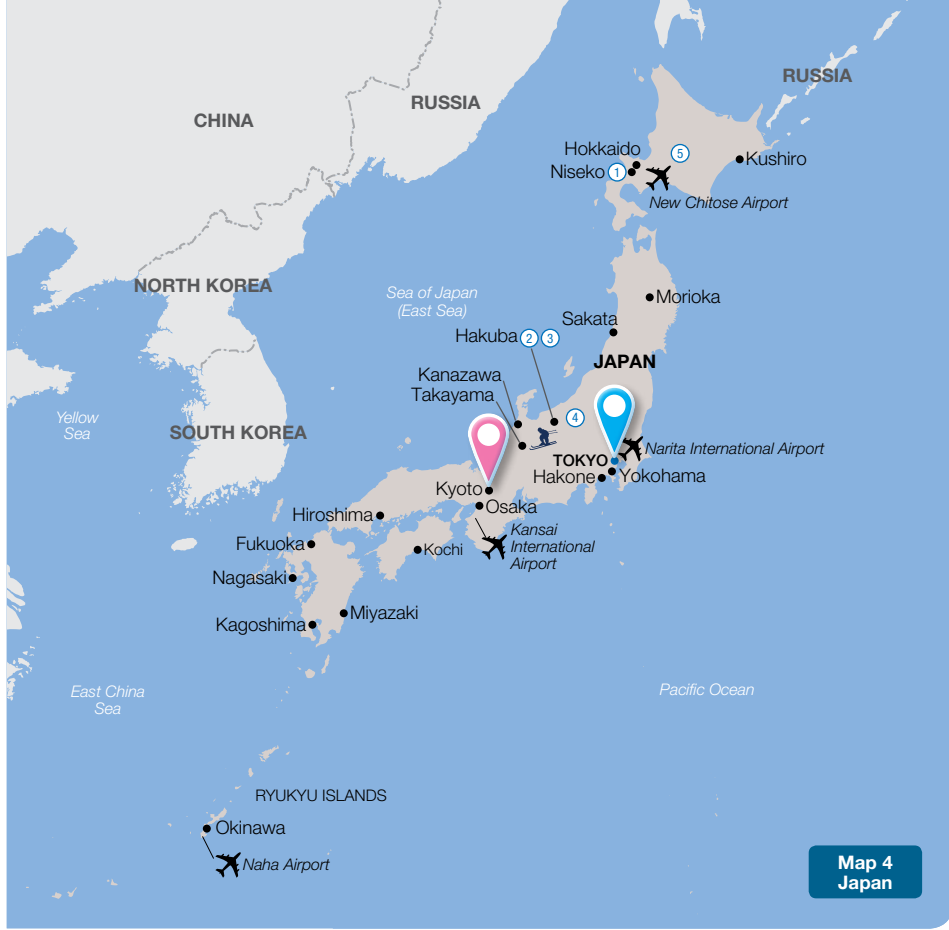 RUSSIA
RUSSIA
CHINA
Hokkaido
5
Kushiro
Niseko 1
New Chitose Airport
NORTH KOREA
Sea of Japan
(East Sea)
Morioka
Sakata
Hakuba 2 3
JAPAN
Kanazawa
Takayama
4
Yellow
Sea
SOUTH KOREA
Narita International Airport
TOKYO
Hakone
Yokohama
Kyoto
Osaka
Hiroshima
Kansai
International
Airport
Fukuoka
Kochi
Nagasaki
Miyazaki
Kagoshima
East China
Sea
Pacific Ocean
RYUKYU ISLANDS
Okinawa
Naha Airport
Map 4
Japan